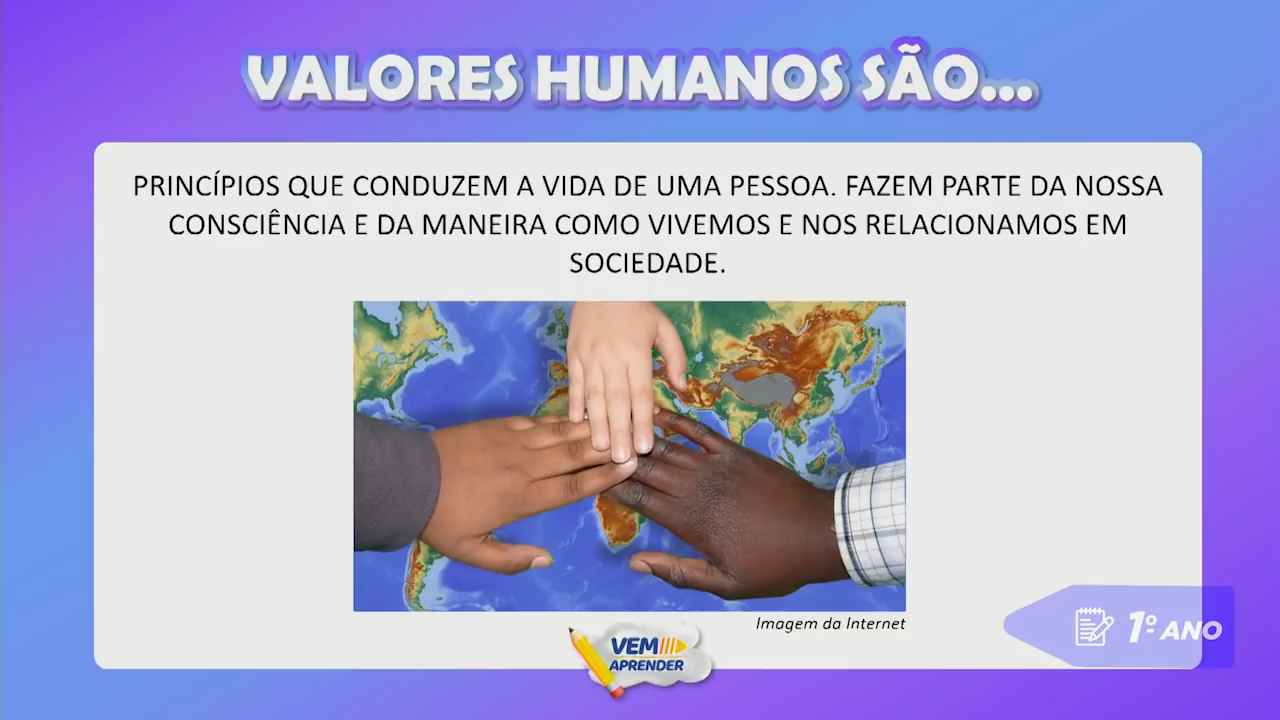 VALORES HUMANOS SÃO...
PRINCÍPIOS QUE CONDUZEM A VIDA DE UMA PESSOA. FAZEM PARTE DA NOSSA
CONSCIÊNCIA E DA MANEIRA COMO VIVEMOS E NOS RELACIONAMOS EM
SOCIEDADE.
Imagem da Internet
VEM
APRENDER
1º ANO